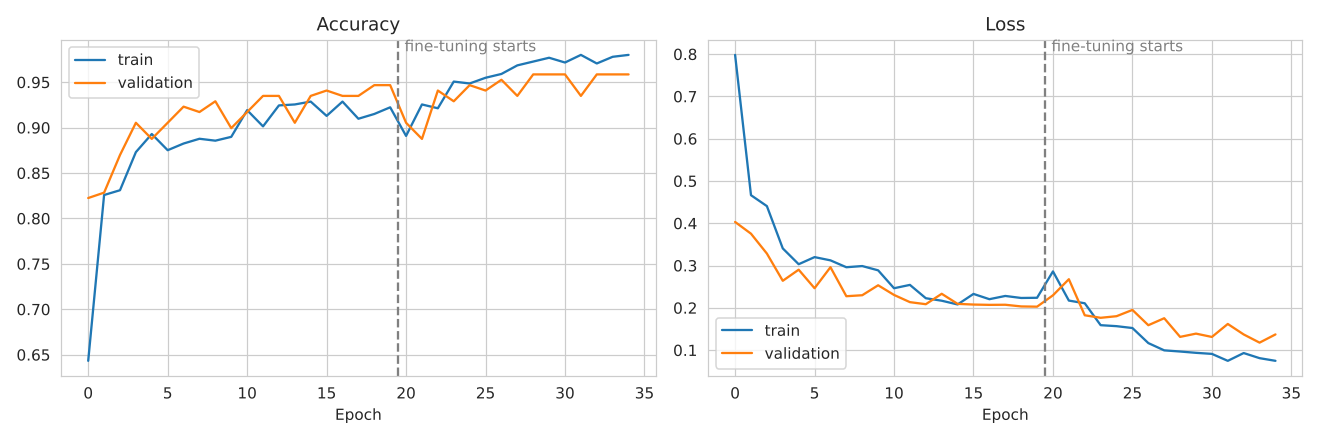 Accuracy
fine-tuning starts
train
validation
0.95
0.90
0.85
0.80
0.75
0.70
0.65
0 5 10 15 20 25 30 35
Epoch
Loss
fine-tuning starts
0.8
0.7
0.6
0.5
0.4
0.3
0.2
0.1
train
validation
0 5 10 15 20 25 30 35
Epoch